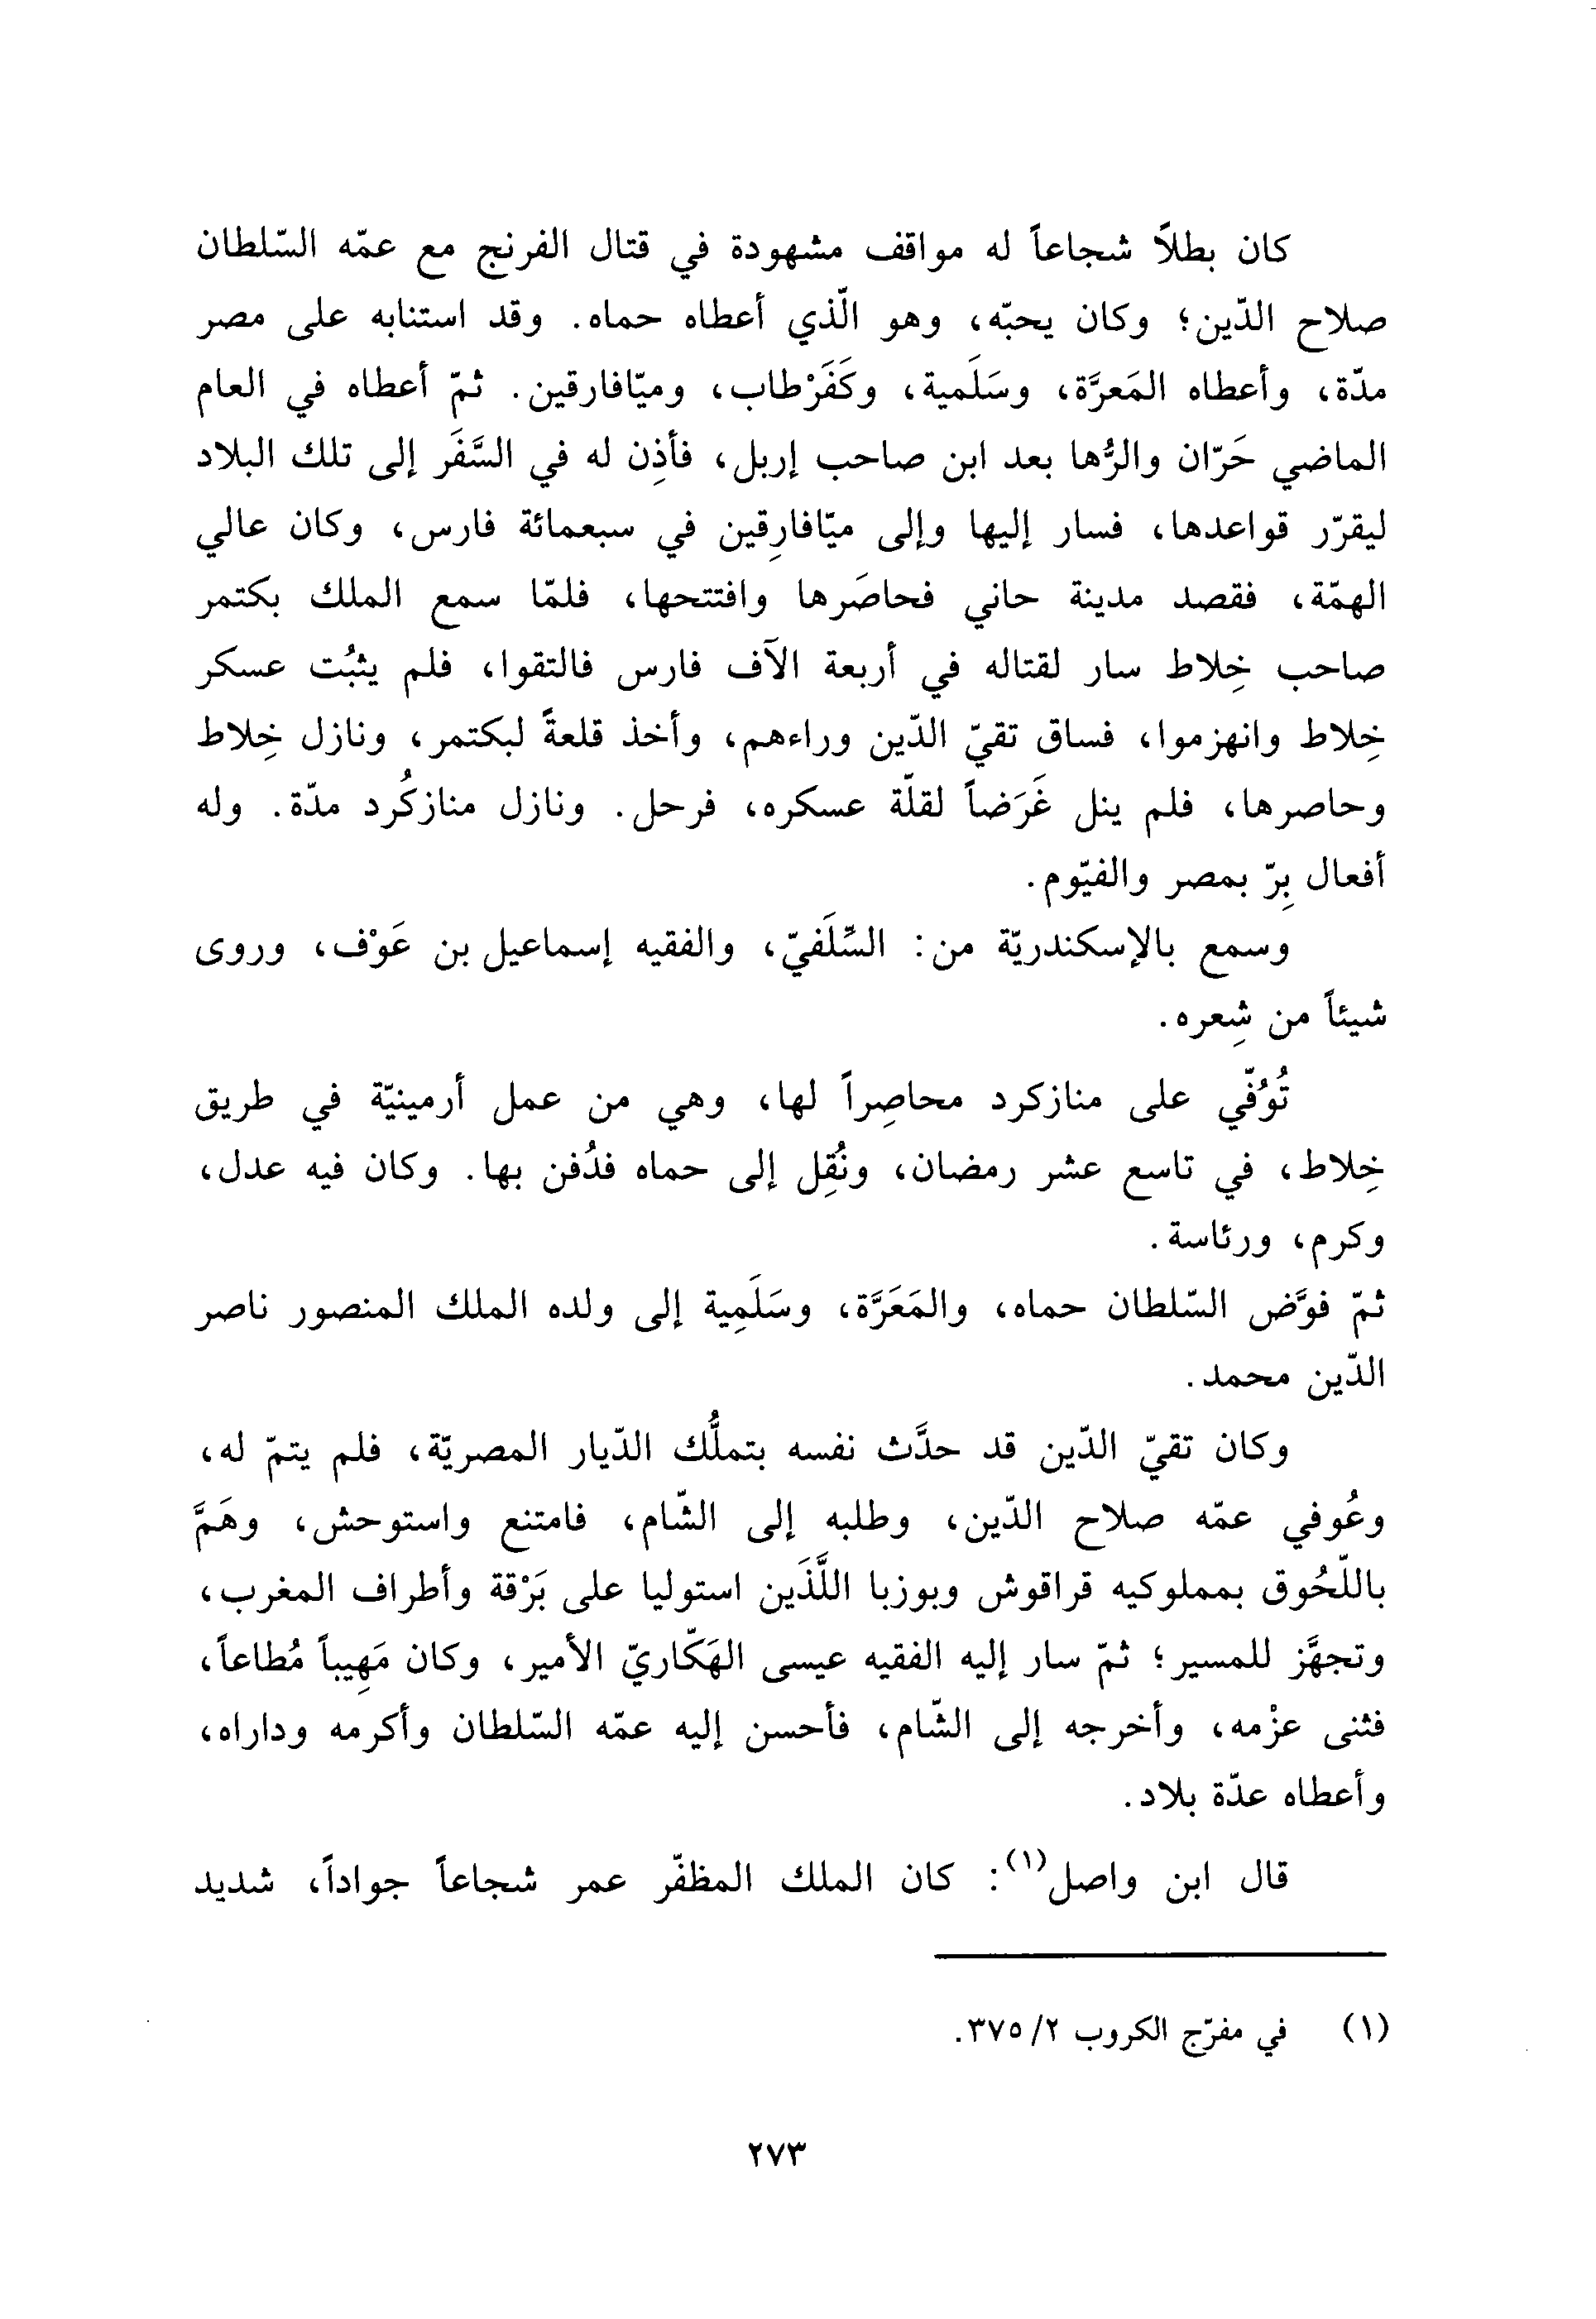 كان بطلاً شجاعاً له مواقف مشهودة في قتال الفرنج مع عمّه السّلطان
صلاح الدّين؛ وكان يحبّه، وهو الّذي أعطاه حماه. وقد استنابه على مصر
مدّة، وأعطاه المَعرَّة، وسَلَمية، وكَفَرْطاب، وميّافارقين. ثمّ أعطاه في العام
الماضي حَرّان والرُّها بعد ابن صاحب إربل، فأذِن له في السَّفَر إلى تلك البلاد
ليقرّر قواعدها، فسار إليها وإلى ميّافارِقين في سبعمائة فارس، وكان عالي
الهمّة، فقصد مدينة حاني فحاصَرها وافتتحها، فلمّا سمع الملك بكتمر
صاحب خِلاط سار لقتاله في أربعة الآف فارس فالتقوا، فلم يثبُت عسكر
خِلاط وانهزموا، فساق تقيّ الدّين وراءهم، وأخذ قلعةً لبكتمر، ونازل خِلاط
وحاصرها، فلم ينل غَرَضاً لقلّة عسكره، فرحل. ونازل منازكُرد مدّة. وله
أفعال بِرّ بمصر والفيّوم.
وسمع بالإسكندريّة من: السِّلَفيّ، والفقيه إسماعيل بن عَوْف، وروى
شيئاً من شِعره.
تُوُفّي على منازكرد محاصِراً لها، وهي من عمل أرمينيّة في طريق
خِلاط، في تاسع عشر رمضان، ونُقِل إلى حماه فدُفن بها. وكان فيه عدل،
وكرم، ورئاسة.
ثمّ فوَّض السّلطان حماه، والمَعَرَّة، وسَلَمِية إلى ولده الملك المنصور ناصر
الدّين محمد.
وكان تقيّ الدّين قد حدَّث نفسه بتملُّك الدّيار المصريّة، فلم يتمّ له،
وعُوفي عمّه صلاح الدّين، وطلبه إلى الشّام، فامتنع واستوحش، وهَمَّ
باللّحُوق بمملوكيه قراقوش وبوزبا اللَّذَين استوليا على بَرْقة وأطراف المغرب،
وتجهَّز للمسير؛ ثمّ سار إليه الفقيه عيسى الهَكّاريّ الأمير، وكان مَهِيباً مُطاعاً،
فثنى عزْمه، وأخرجه إلى الشّام، فأحسن إليه عمّه السّلطان وأكرمه وداراه،
وأعطاه عدّة بلاد.
قال ابن واصل(١): كان الملك المظفّر عمر شجاعاً جواداً، شديد
(١) في مفرّج الكروب ٢/ ٣٧٥.
٢٧٣